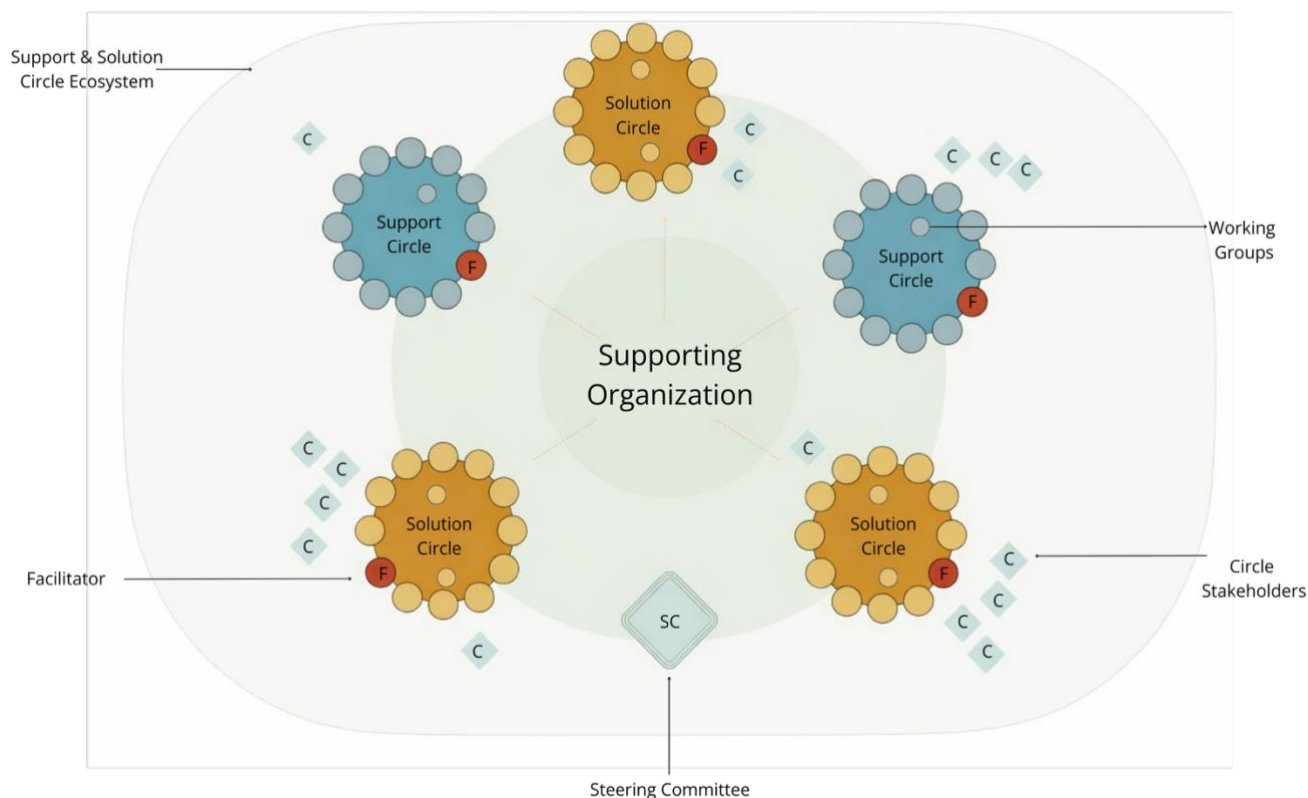 Support & Solution
Circle Ecosystem
Solution
Circle
F
C
C
C
Support
Circle
F
C
C
C
Support
Circle
F
Working
Groups
Supporting
Organization
C
C
C
C
Solution
Circle
F
C
Facilitator
C
Solution
Circle
F
C
C
C
C
Circle
Stakeholders
SC
Steering Committee